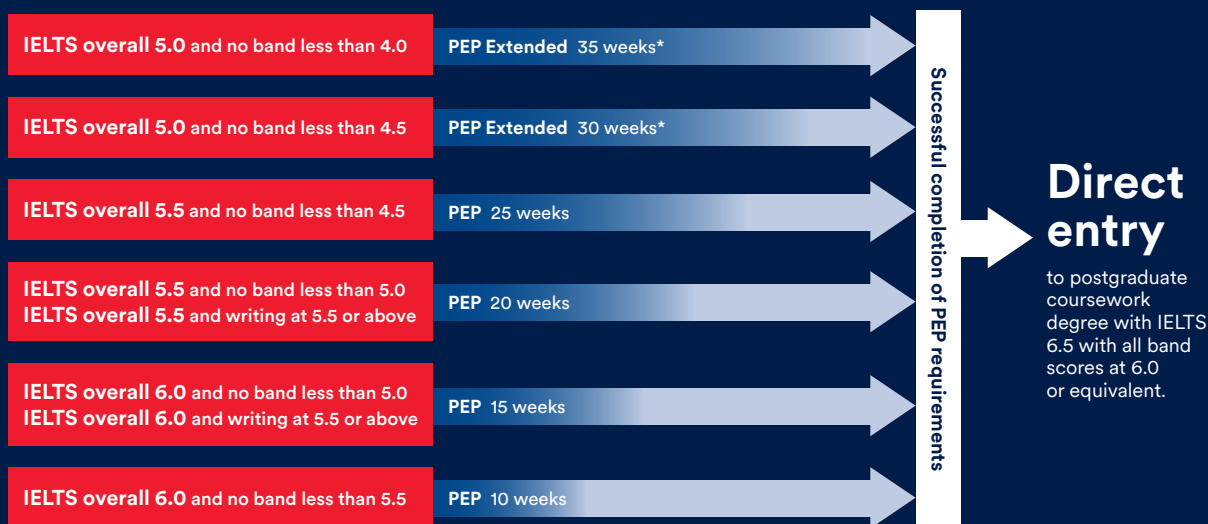 IELTS overall 5.0 and no band less than 4.0
PEP Extended 35 weeks*
IELTS overall 5.0 and no band less than 4.5
PEP Extended 30 weeks*
IELTS overall 5.5 and no band less than 4.5
PEP 25 weeks
IELTS overall 5.5 and no band less than 5.0
IELTS overall 5.5 and writing at 5.5 or above
PEP 20 weeks
IELTS overall 6.0 and no band less than 5.0
IELTS overall 6.0 and writing at 5.5 or above
PEP 15 weeks
IELTS overall 6.0 and no band less than 5.5
PEP 10 weeks
Successful completion of PEP requirements
Direct
entry
to postgraduate
coursework
degree with IELTS
6.5 with all band
scores at 6.0
or equivalent.